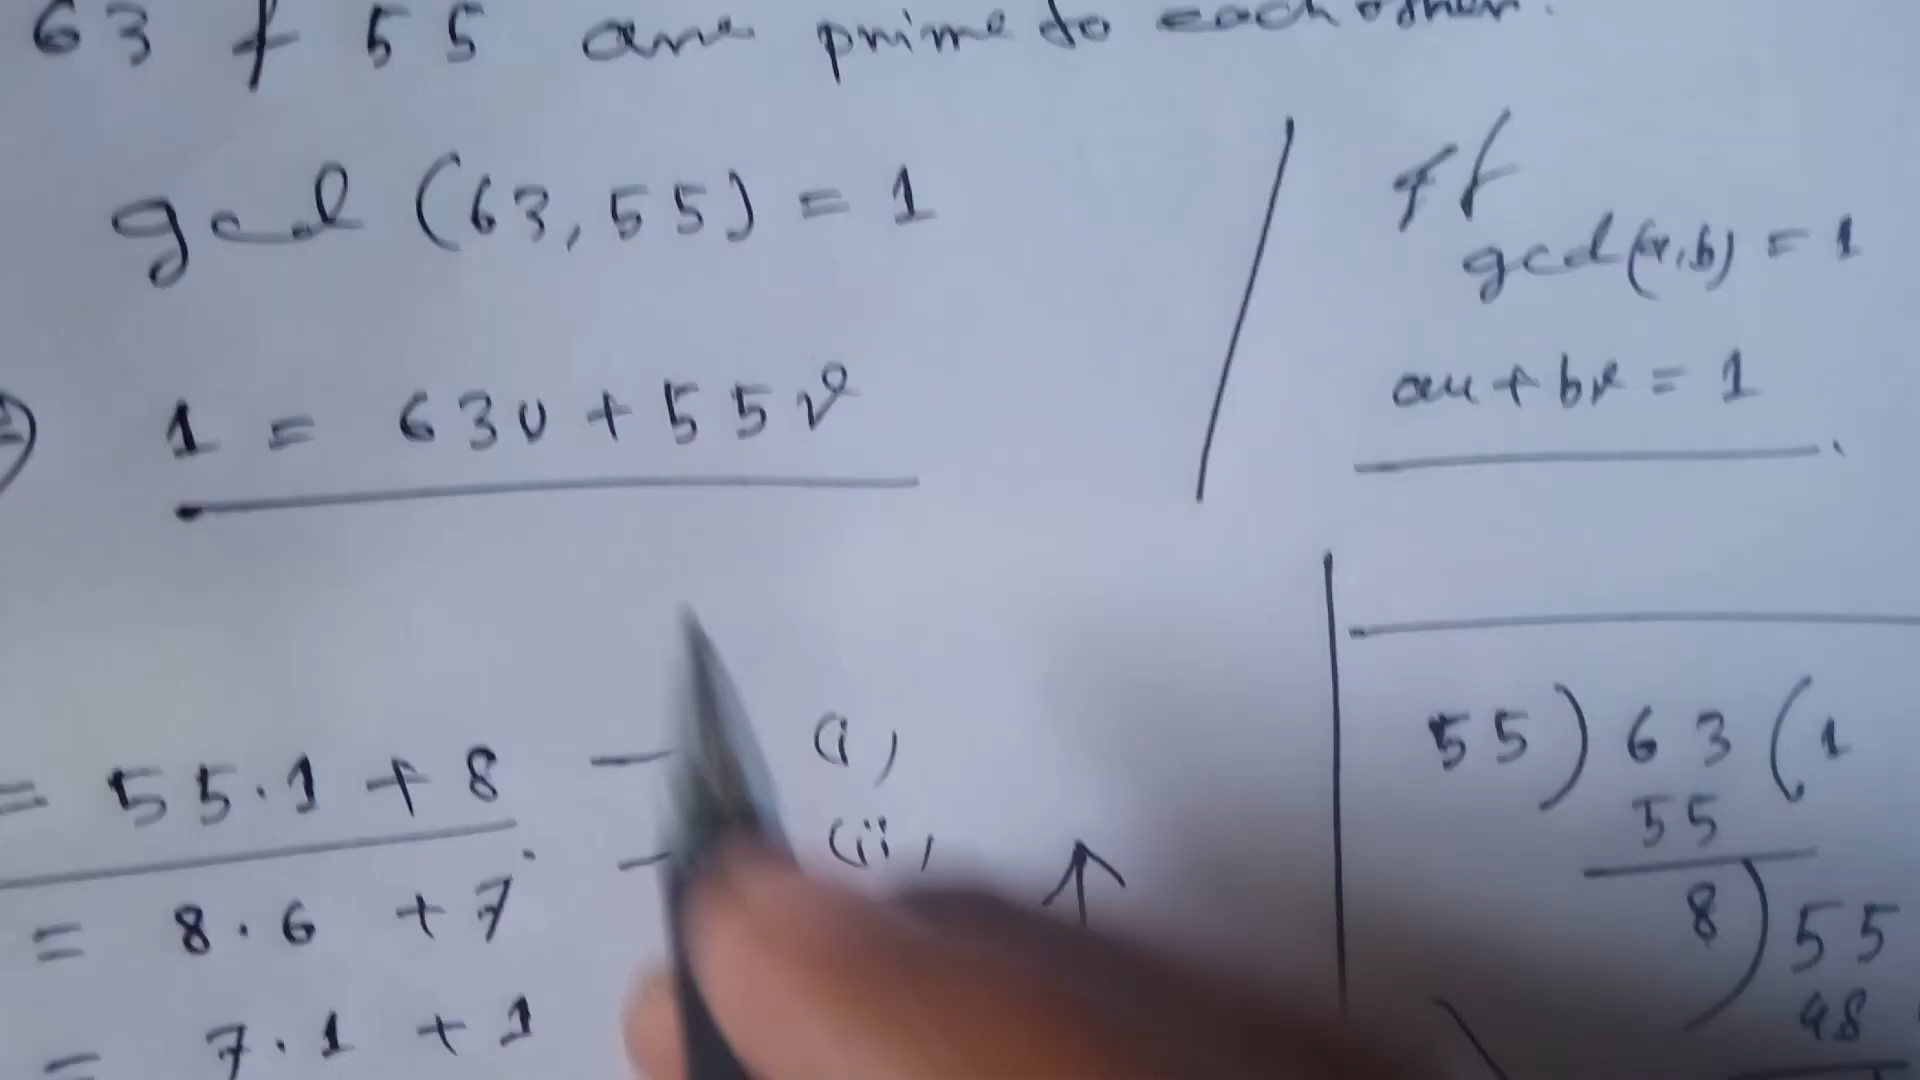 63 & 55 are prime to each other.
gcd (63, 55) = 1
1 = 63u + 55v
= 55.1 + 8 — (i)
= 8.6 + 7 — (ii)
= 7.1 + 1
If
gcd(a,b) = 1
au + bv = 1
55) 63 (1
55
8) 55
48